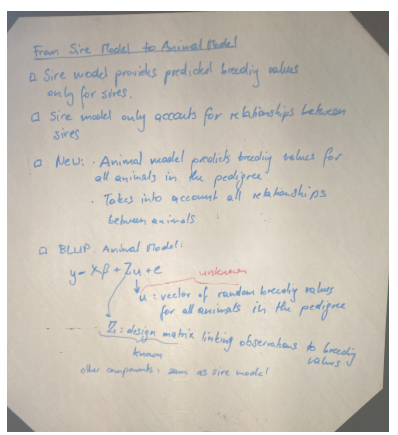 From Sire Model to Animal Model
□ Sire model provides predicted breeding values
only for sires.
□ Sire model only accounts for relationships between
sires
□ New: · Animal model predicts breeding values for
all animals in the pedigree
· Takes into account all relationships
between animals
□ BLUP Animal Model:
y = Xβ + Zu + e
unknown
u: vector of random breeding values
for all animals in the pedigree
Z: design matrix linking observations to breeding
values
known
other components: same as sire model